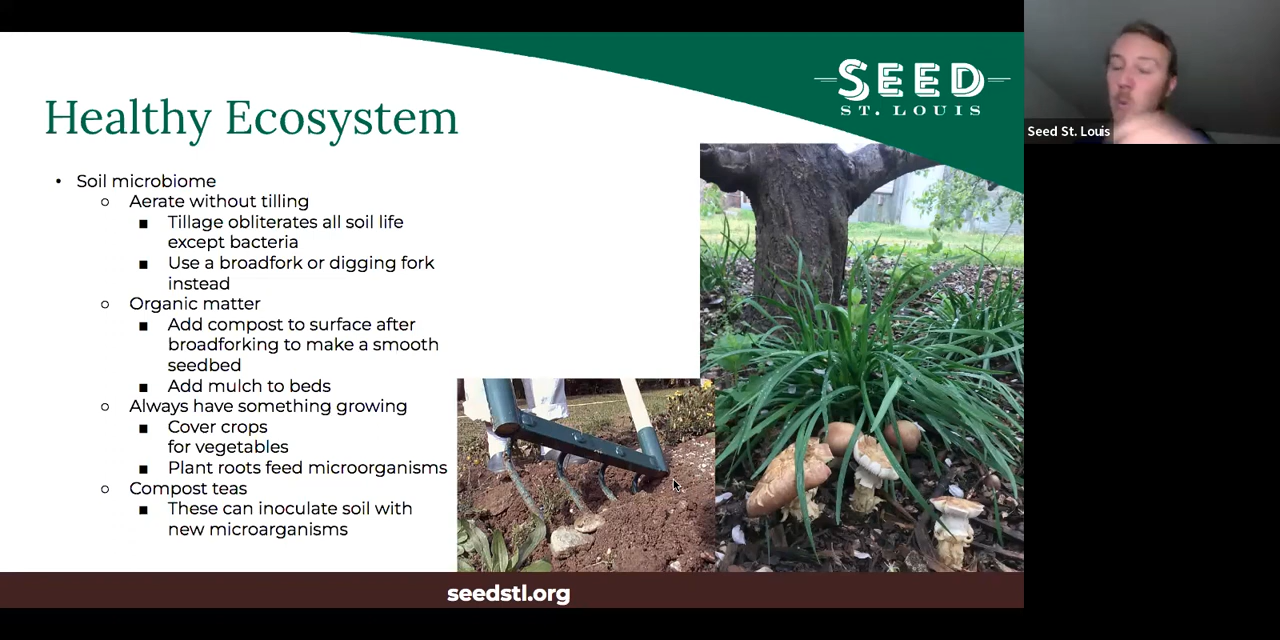 SEED
ST. LOUIS
Seed St. Louis
Healthy Ecosystem
• Soil microbiome
○ Aerate without tilling
■ Tillage obliterates all soil life
except bacteria
■ Use a broadfork or digging fork
instead
○ Organic matter
■ Add compost to surface after
broadforking to make a smooth
seedbed
■ Add mulch to beds
○ Always have something growing
■ Cover crops
for vegetables
■ Plant roots feed microorganisms
○ Compost teas
■ These can inoculate soil with
new microarganisms
seedstl.org